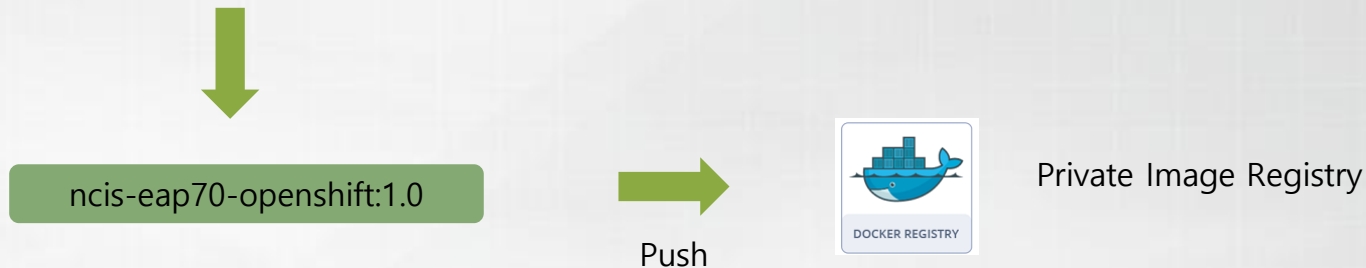 ncis-eap70-openshift:1.0
Push
DOCKER REGISTRY
Private Image Registry